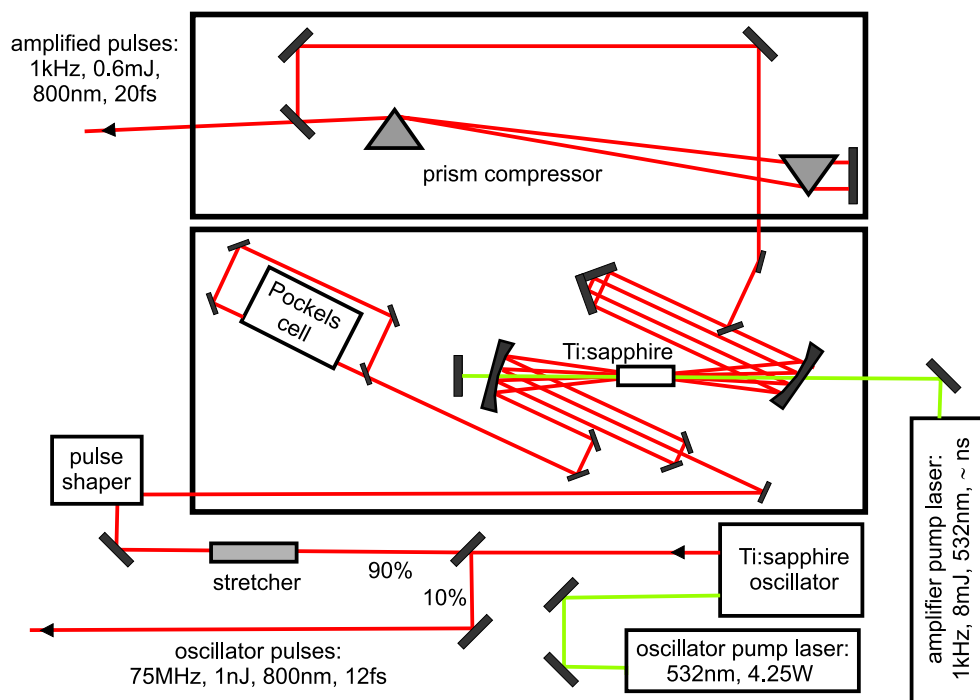 amplified pulses:
1kHz, 0.6mJ,
800nm, 20fs
prism compressor
Pockels
cell
Ti:sapphire
pulse
shaper
stretcher
90%
10%
Ti:sapphire
oscillator
oscillator pulses:
75MHz, 1nJ, 800nm, 12fs
oscillator pump laser:
532nm, 4.25W
amplifier pump laser:
1kHz, 8mJ, 532nm, ~ ns